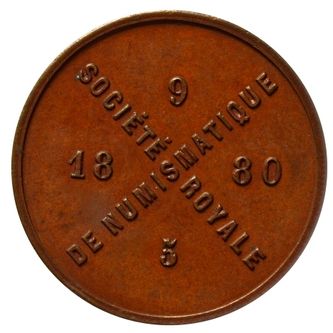 9
SOCIÉTÉ ROYALE
DE NUMISMATIQUE
18 80
5